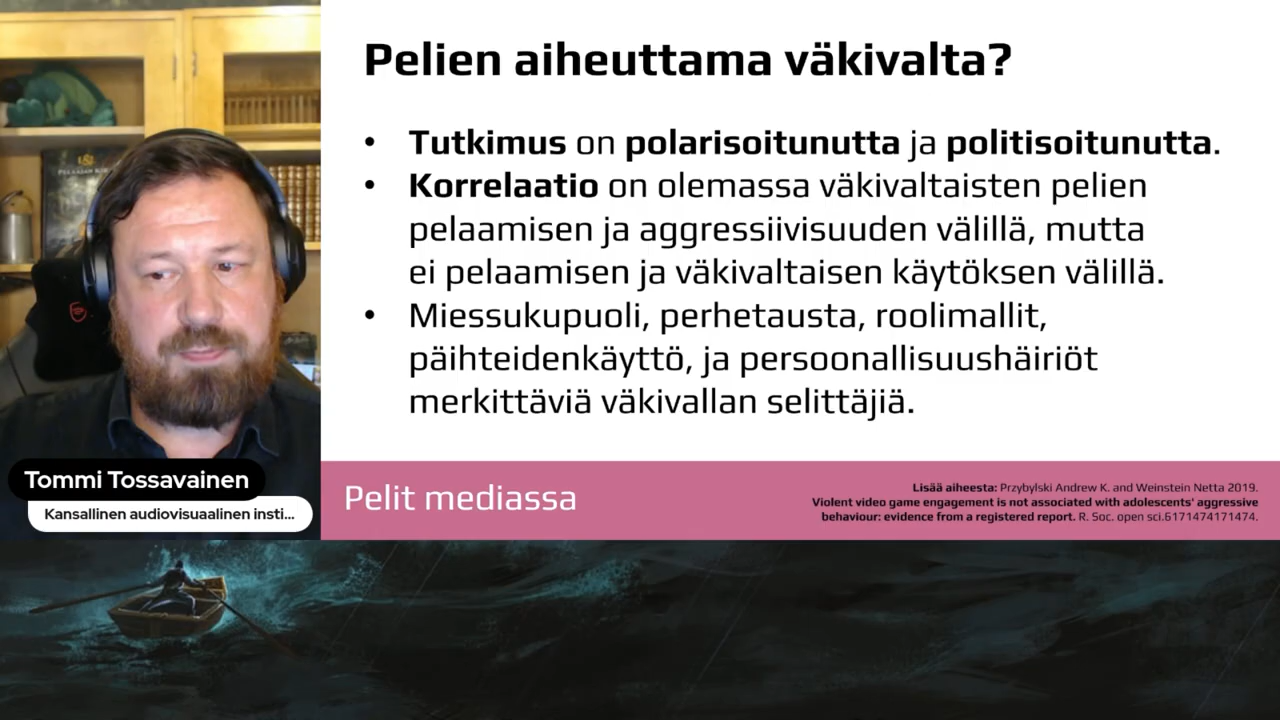 Pelien aiheuttama väkivalta?
• Tutkimus on polarisoitunutta ja politisoitunutta.
• Korrelaatio on olemassa väkivaltaisten pelien
pelaamisen ja aggressiivisuuden välillä, mutta
ei pelaamisen ja väkivaltaisen käytöksen välillä.
• Miessukupuoli, perhetausta, roolimallit,
päihteidenkäyttö, ja persoonallisuushäiriöt
merkittäviä väkivallan selittäjiä.
Tommi Tossavainen
Kansallinen audiovisuaalinen insti...
Pelit mediassa
Lisää aiheesta: Przybylski Andrew K. and Weinstein Netta 2019.
Violent video game engagement is not associated with adolescents' aggressive
behaviour: evidence from a registered report. R. Soc. open sci.6171474171474.